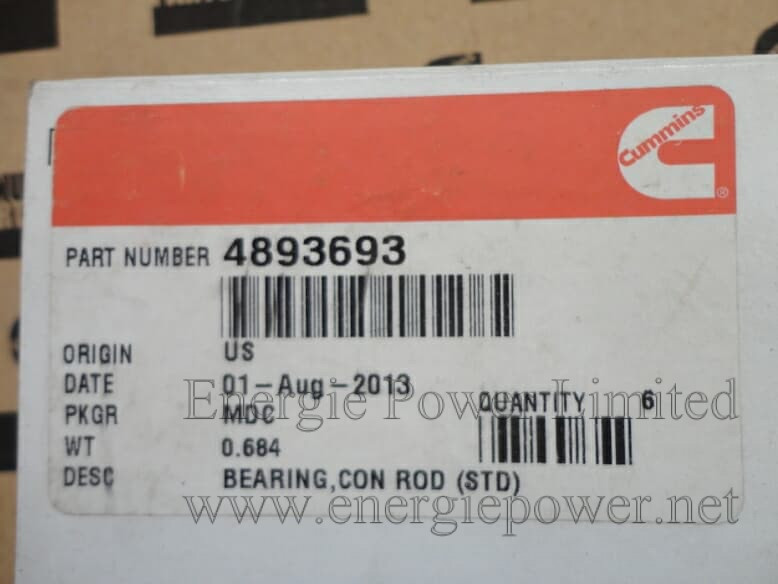 Cummins
®
PART NUMBER 4893693
ORIGIN US
DATE 01-Aug-2013
PKGR MDC
QUANTITY 6
WT 0.684
DESC BEARING,CON ROD (STD)
Energie Power Limited
www.energiepower.net